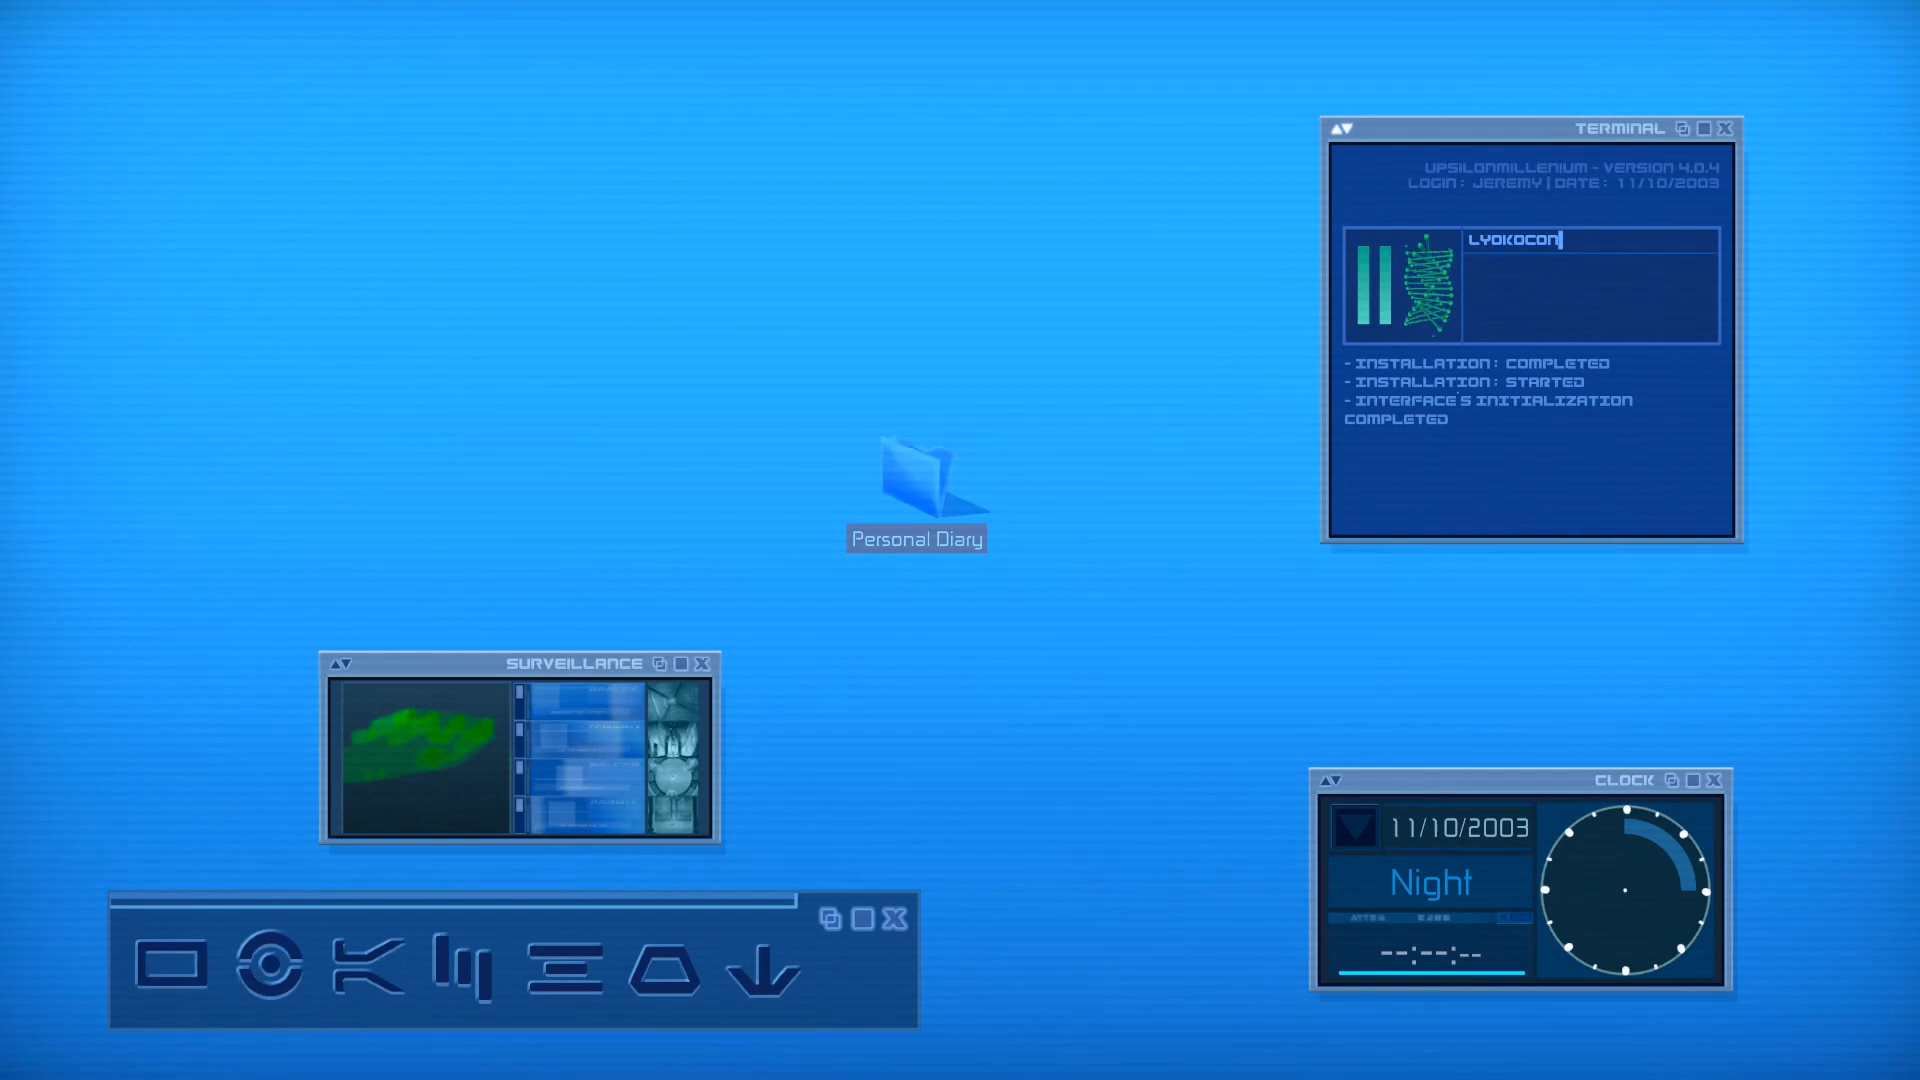 TERMINAL
UPSILONMILLENIUM - VERSION 4.0.4
LOGIN : JEREMY | DATE : 11/10/2003
LYOKOCON
- INSTALLATION : COMPLETED
- INSTALLATION : STARTED
- INTERFACE'S INITIALIZATION
COMPLETED
Personal Diary
SURVEILLANCE
CLOCK
11/10/2003
Night
--:--:--